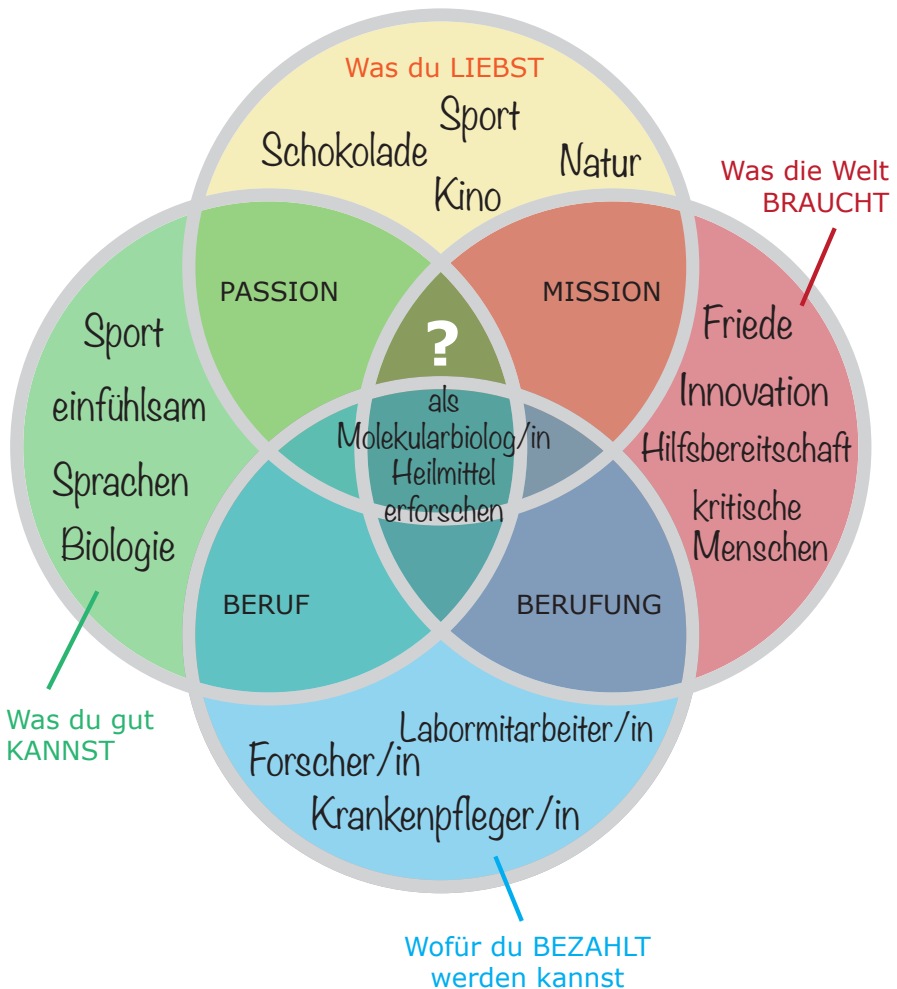 Was du LIEBST
Sport
Schokolade
Natur
Kino
Was die Welt
BRAUCHT
PASSION
MISSION
Sport
einfühlsam
Sprachen
Biologie
?
als
Molekularbiolog/in
Heilmittel
erforschen
Friede
Innovation
Hilfsbereitschaft
kritische
Menschen
BERUF
BERUFUNG
Was du gut
KANNST
Labormitarbeiter/in
Forscher/in
Krankenpfleger/in
Wofür du BEZAHLT
werden kannst